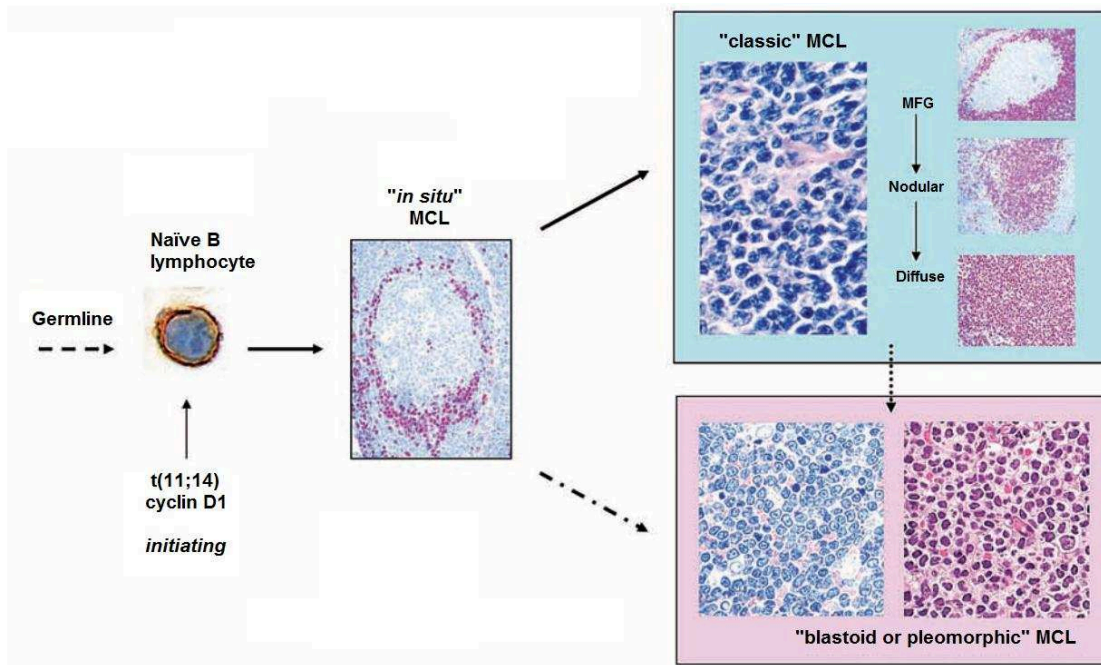 "classic" MCL
MFG
Nodular
Diffuse
"in situ"
MCL
Naïve B
lymphocyte
Germline
t(11;14)
cyclin D1
initiating
"blastoid or pleomorphic" MCL